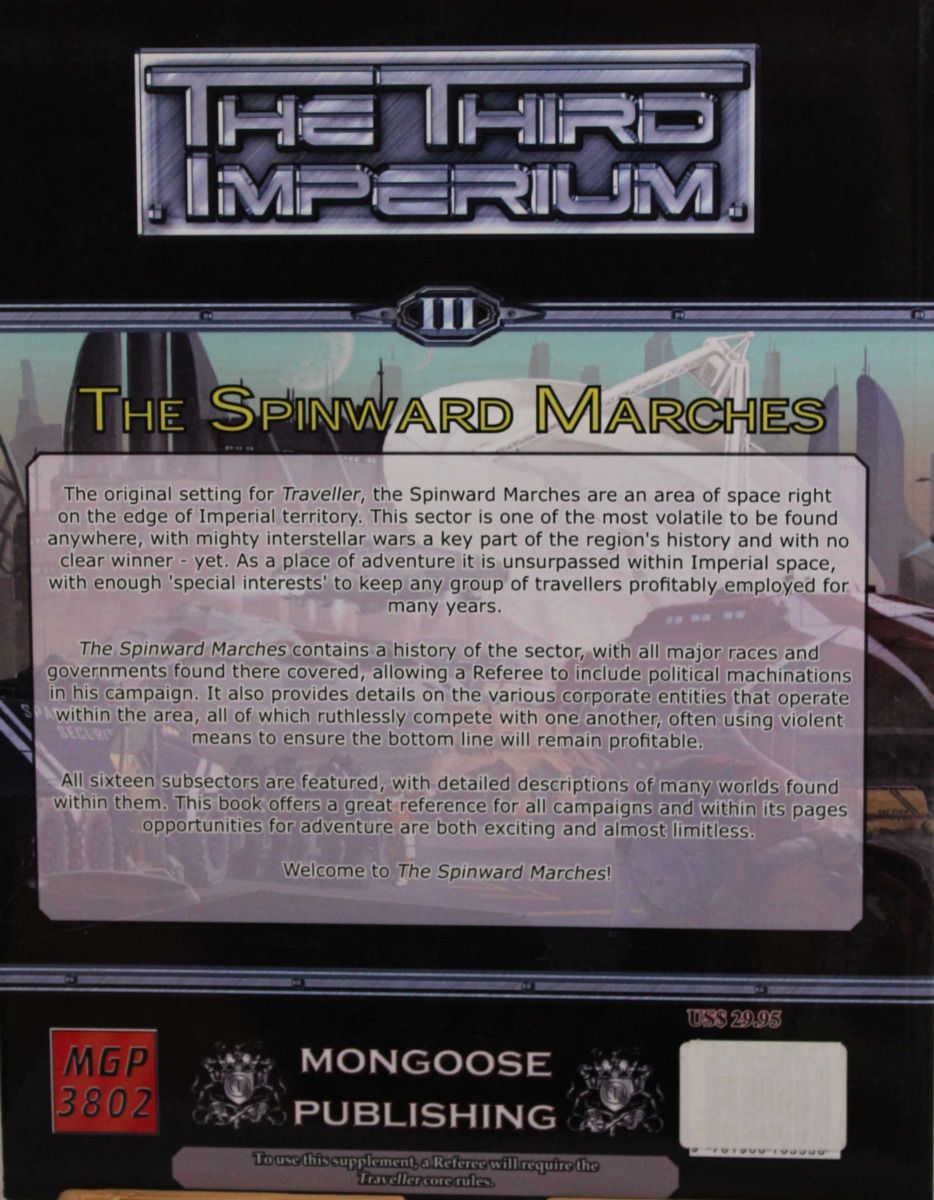 THE THIRD
IMPERIUM
III
THE SPINWARD MARCHES
The original setting for Traveller, the Spinward Marches are an area of space right
on the edge of Imperial territory. This sector is one of the most volatile to be found
anywhere, with mighty interstellar wars a key part of the region's history and with no
clear winner - yet. As a place of adventure it is unsurpassed within Imperial space,
with enough 'special interests' to keep any group of travellers profitably employed for
many years.
The Spinward Marches contains a history of the sector, with all major races and
governments found there covered, allowing a Referee to include political machinations
in his campaign. It also provides details on the various corporate entities that operate
within the area, all of which ruthlessly compete with one another, often using violent
means to ensure the bottom line will remain profitable.
All sixteen subsectors are featured, with detailed descriptions of many worlds found
within them. This book offers a great reference for all campaigns and within its pages
opportunities for adventure are both exciting and almost limitless.
Welcome to The Spinward Marches!
US$ 29.95
MGP
3802
MONGOOSE
PUBLISHING
To use this supplement, a Referee will require the
Traveller core rules.